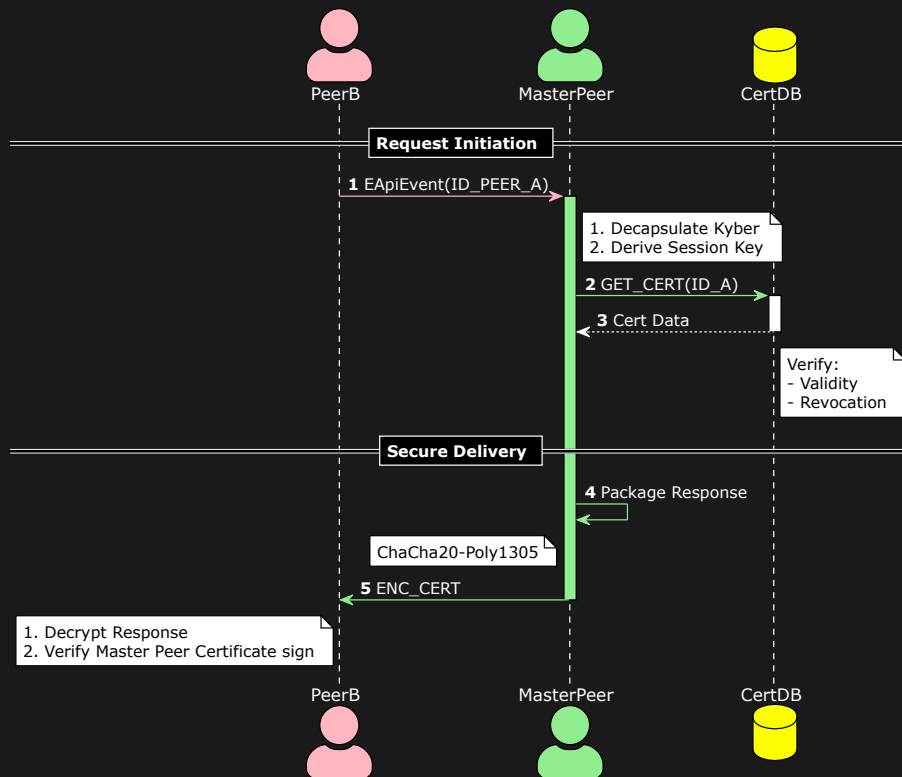 PeerB
MasterPeer
CertDB
Request Initiation
1 EApiEvent(ID_PEER_A)
1. Decapsulate Kyber
2. Derive Session Key
2 GET_CERT(ID_A)
3 Cert Data
Verify:
- Validity
- Revocation
Secure Delivery
4 Package Response
ChaCha20-Poly1305
5 ENC_CERT
1. Decrypt Response
2. Verify Master Peer Certificate sign
PeerB
MasterPeer
CertDB